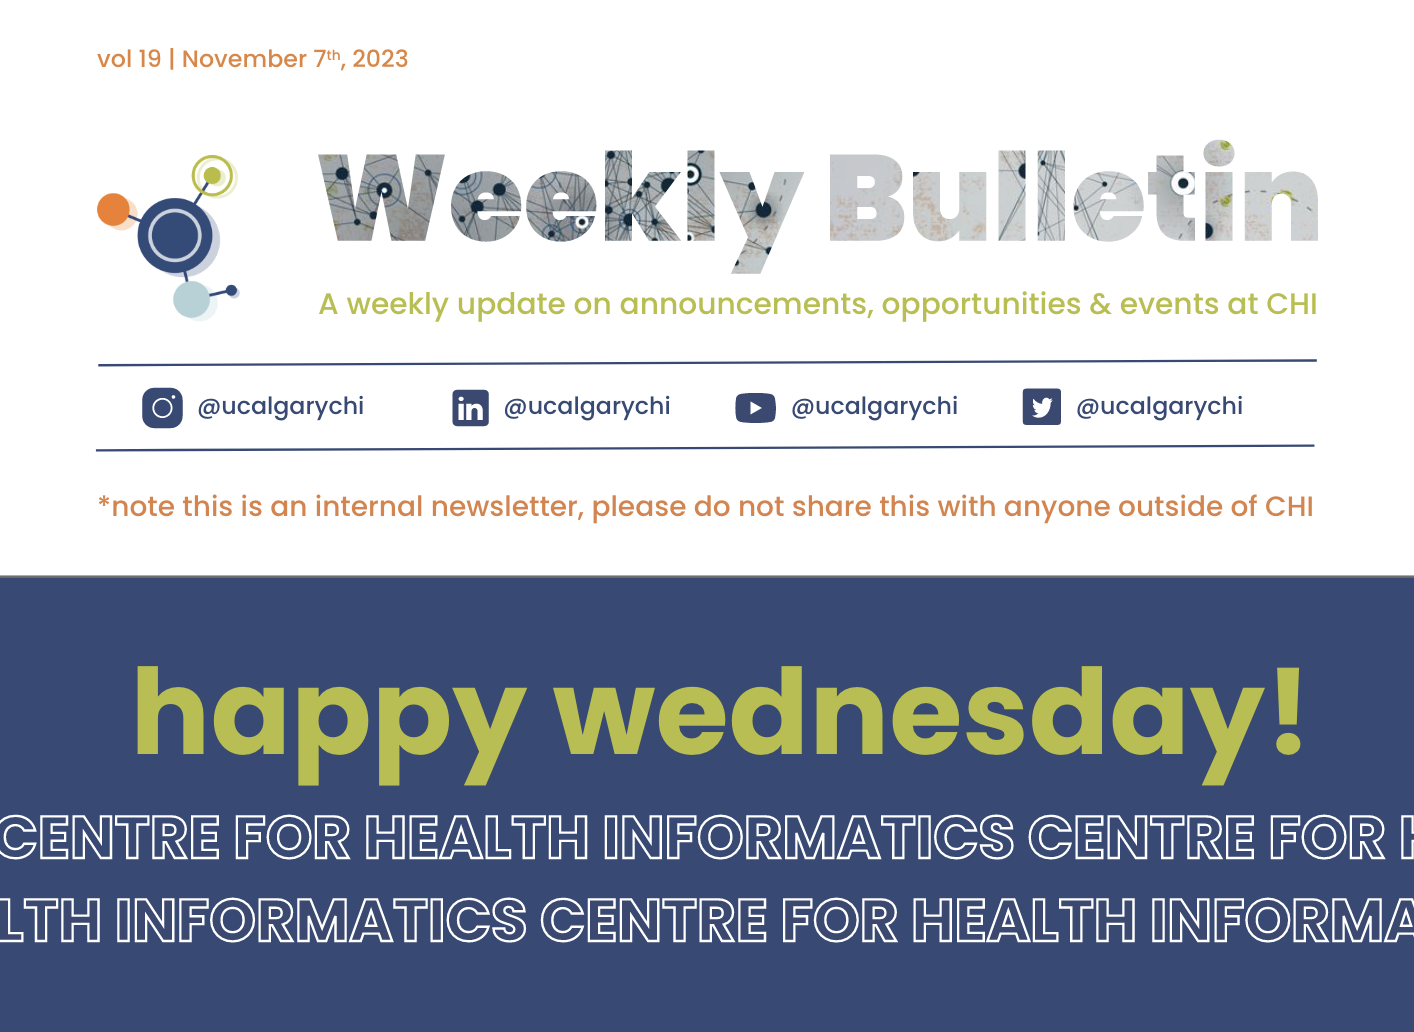 vol 19 | November 7th, 2023
Weekly Bulletin
A weekly update on announcements, opportunities & events at CHI
@ucalgarychi @ucalgarychi @ucalgarychi @ucalgarychi
*note this is an internal newsletter, please do not share this with anyone outside of CHI
happy wednesday!
CENTRE FOR HEALTH INFORMATICS CENTRE FOR H
LTH INFORMATICS CENTRE FOR HEALTH INFORMA